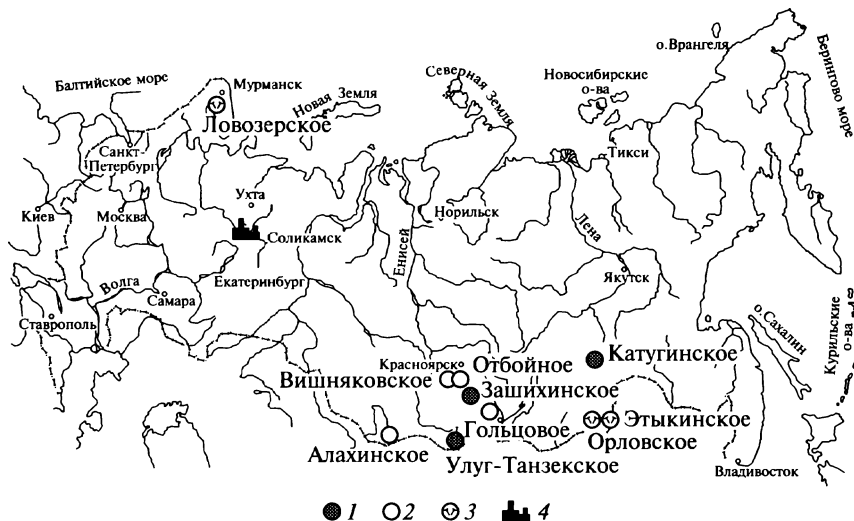 о.Врангеля
Берингово море
Северная Земля
Новосибирские
о-ва
Балтийское море
Мурманск
Новая Земля
Ловозерское
Санкт-
Петербург
Тикси
Ухта
Киев
Москва
Норильск
Соликамск
Лена
Енисей
Волга
Екатеринбург
Якутск
Самара
Ставрополь
о.Сахалин
Курильские
о-ва
Красноярск
Отбойное
Катугинское
Вишняковское
Зашихинское
Гольцовое
Этыкинское
Орловское
Алахинское
Улуг-Танзекское
Владивосток
1 2 3 4